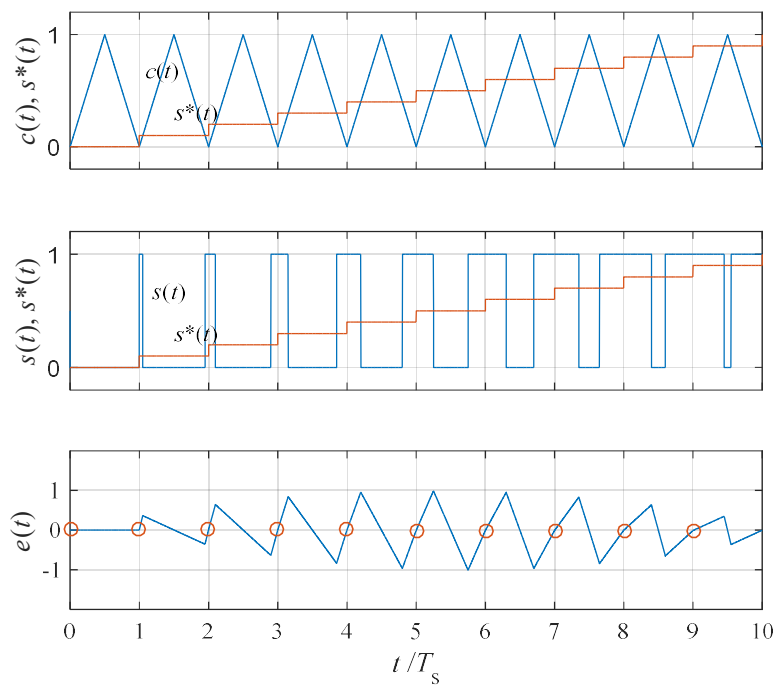 c(t), s*(t)
1
0
c(t)
s*(t)
s(t), s*(t)
1
0
s(t)
s*(t)
e(t)
1
0
-1
0 1 2 3 4 5 6 7 8 9 10
t /Ts